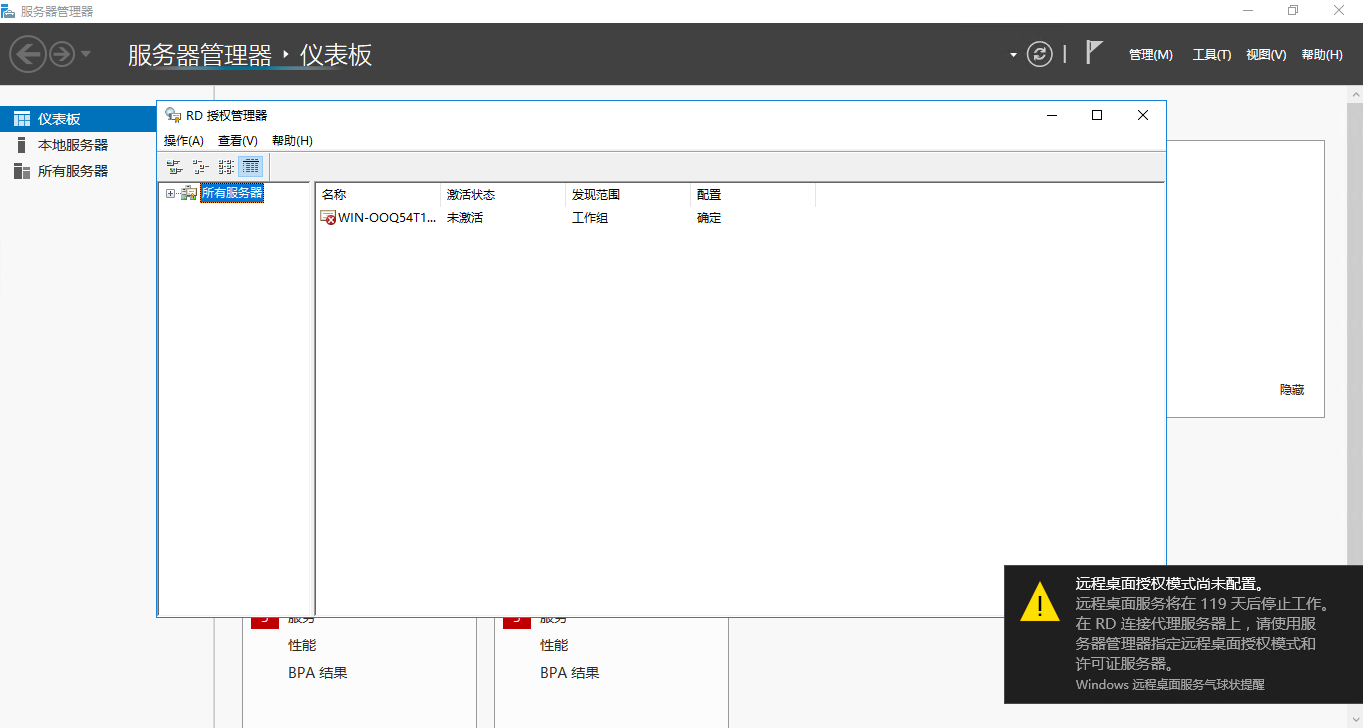 服务器管理器
服务器管理器 ‣ 仪表板
管理(M) 工具(T) 视图(V) 帮助(H)
仪表板
本地服务器
所有服务器
RD 授权管理器
操作(A) 查看(V) 帮助(H)
所有服务器
名称 激活状态 发现范围 配置
WIN-OOQ54T1... 未激活 工作组 确定
隐藏
服务 服务
性能 性能
BPA 结果 BPA 结果
远程桌面授权模式尚未配置。
远程桌面服务将在 119 天后停止工作。
在 RD 连接代理服务器上，请使用服
务器管理器指定远程桌面授权模式和
许可证服务器。
Windows 远程桌面服务气球状提醒